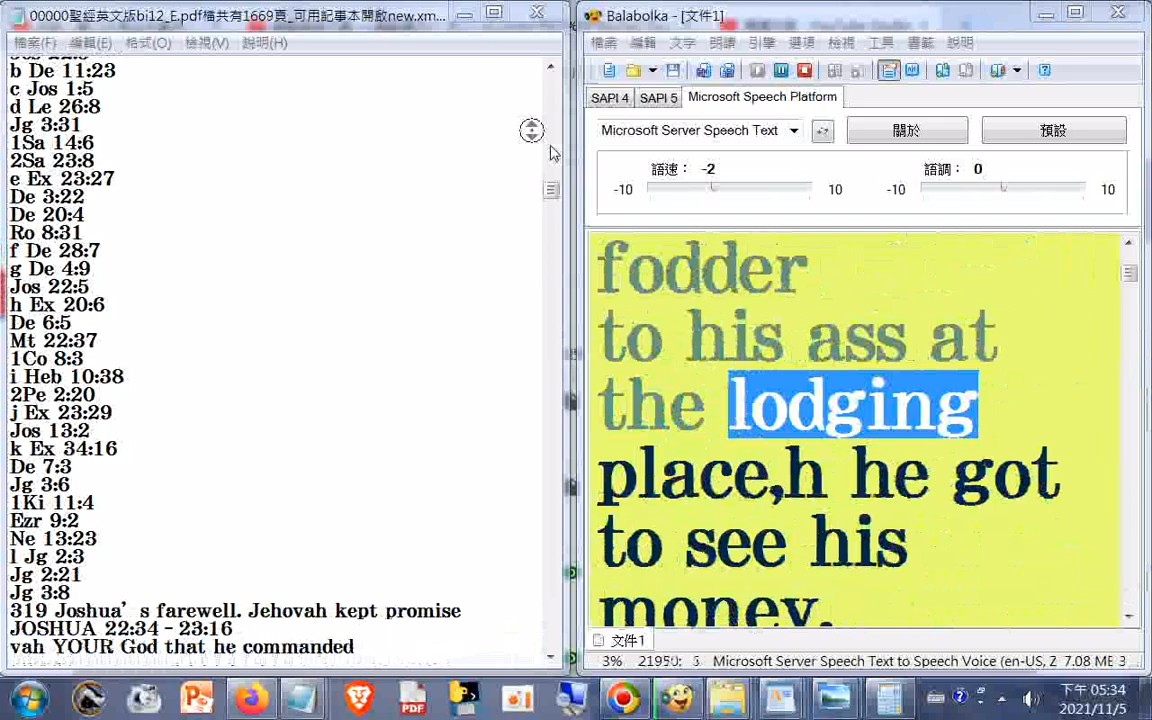 00000聖經英文版bi12_E.pdf檔共有1669頁_可用記事本開啟new.xm...
檔案(F) 編輯(E) 格式(O) 檢視(V) 說明(H)
b De 11:23
c Jos 1:5
d Le 26:8
Jg 3:31
1Sa 14:6
2Sa 23:8
e Ex 23:27
De 3:22
De 20:4
Ro 8:31
f De 28:7
g De 4:9
Jos 22:5
h Ex 20:6
De 6:5
Mt 22:37
1Co 8:3
i Heb 10:38
2Pe 2:20
j Ex 23:29
Jos 13:2
k Ex 34:16
De 7:3
Jg 3:6
1Ki 11:4
Ezr 9:2
Ne 13:23
l Jg 2:3
Jg 2:21
Jg 3:8
319 Joshua's farewell. Jehovah kept promise
JOSHUA 22:34 - 23:16
vah YOUR God that he commanded
Balabolka - [文件1]
檔案 編輯 文字 朗讀 引擎 選項 檢視 工具 書籤 說明
SAPI 4 SAPI 5 Microsoft Speech Platform
Microsoft Server Speech Text 關於 預設
語速： -2 語調： 0
-10 10 -10 10
fodder
to his ass at
the lodging
place,h he got
to see his
money.
文件1
3% 21950: 5 Microsoft Server Speech Text to Speech Voice (en-US, 2 7.08 MB 3
PDF
下午 05:34
2021/11/5